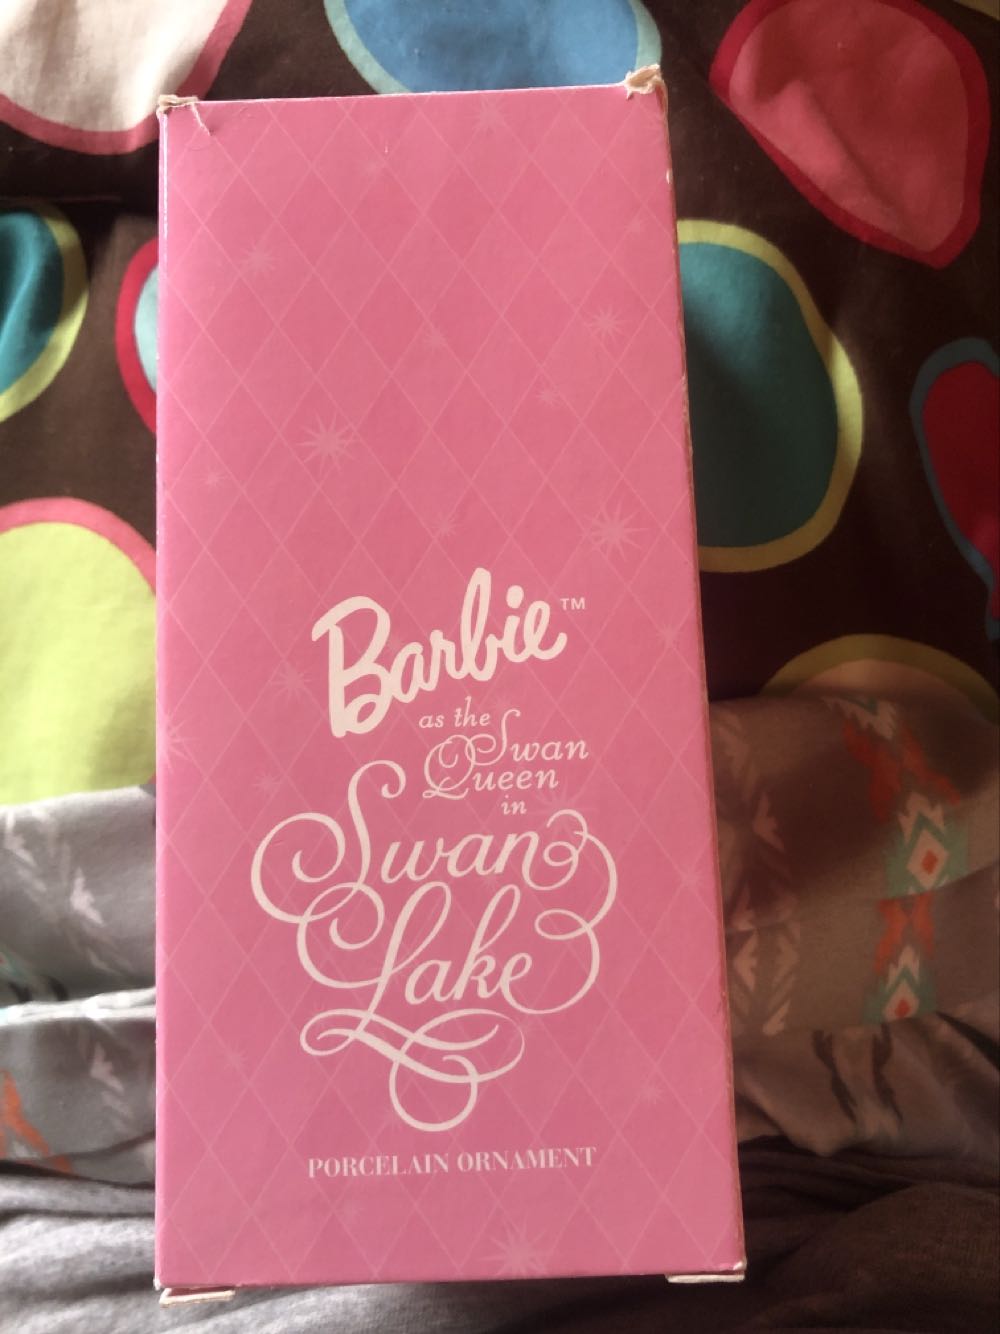 Barbie™
as the
Swan
Queen
in
Swan
Lake
PORCELAIN ORNAMENT